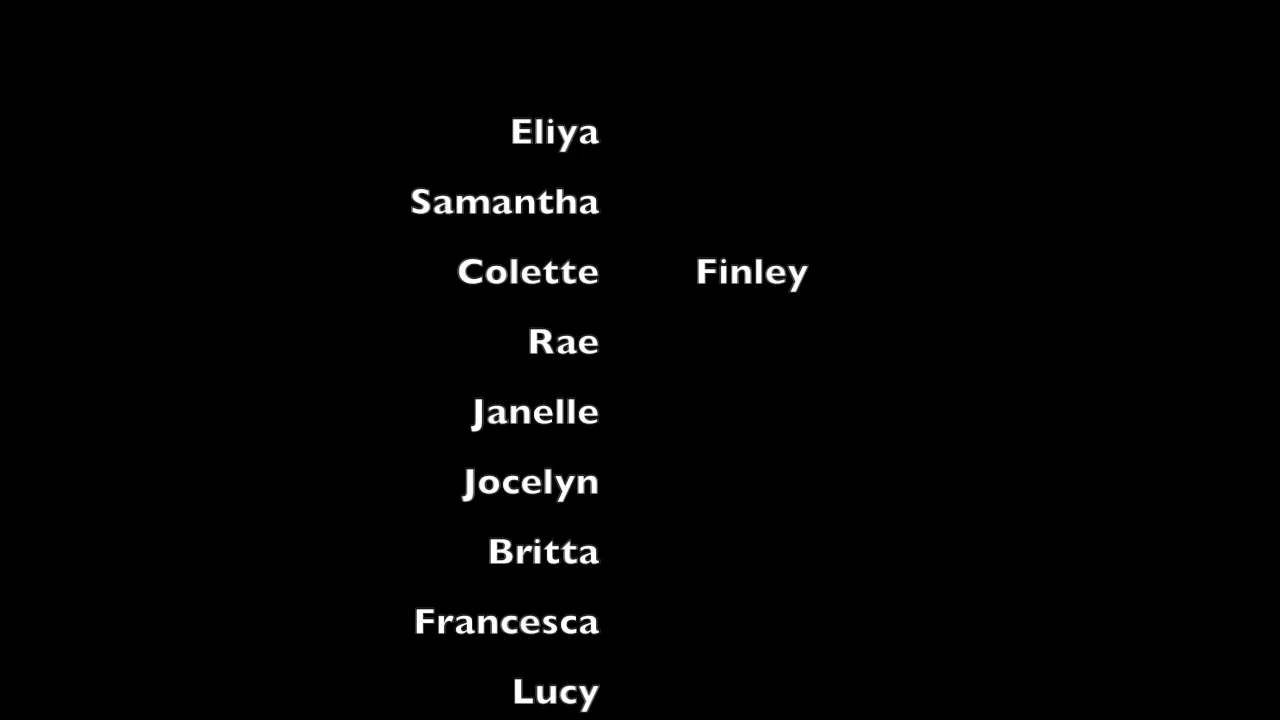 Eliya
Samantha
Colette Finley
Rae
Janelle
Jocelyn
Britta
Francesca
Lucy